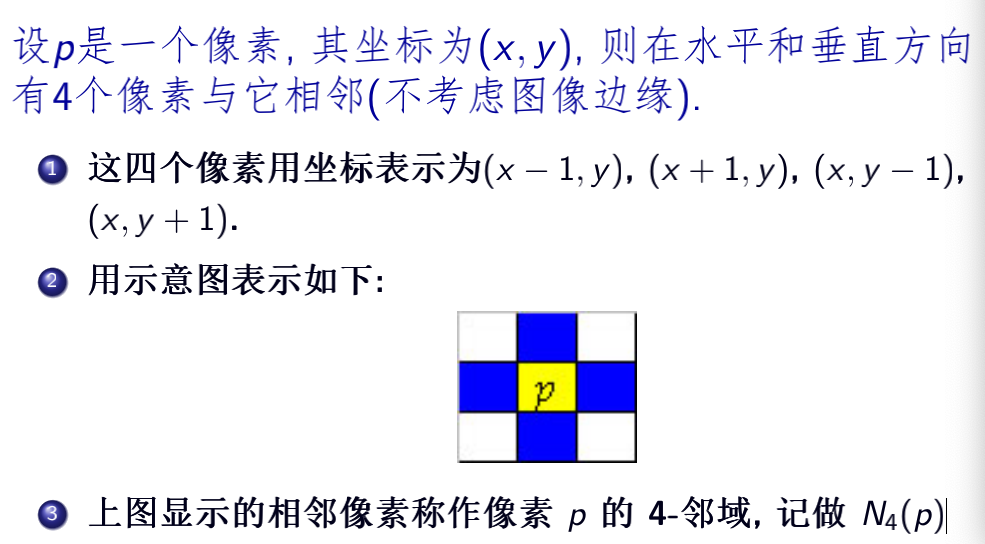 设p是一个像素, 其坐标为(x, y), 则在水平和垂直方向
有4个像素与它相邻(不考虑图像边缘).
1 这四个像素用坐标表示为(x − 1, y), (x + 1, y), (x, y − 1),
(x, y + 1).
2 用示意图表示如下:
p
3 上图显示的相邻像素称作像素 p 的 4-邻域, 记做 N₄(p)